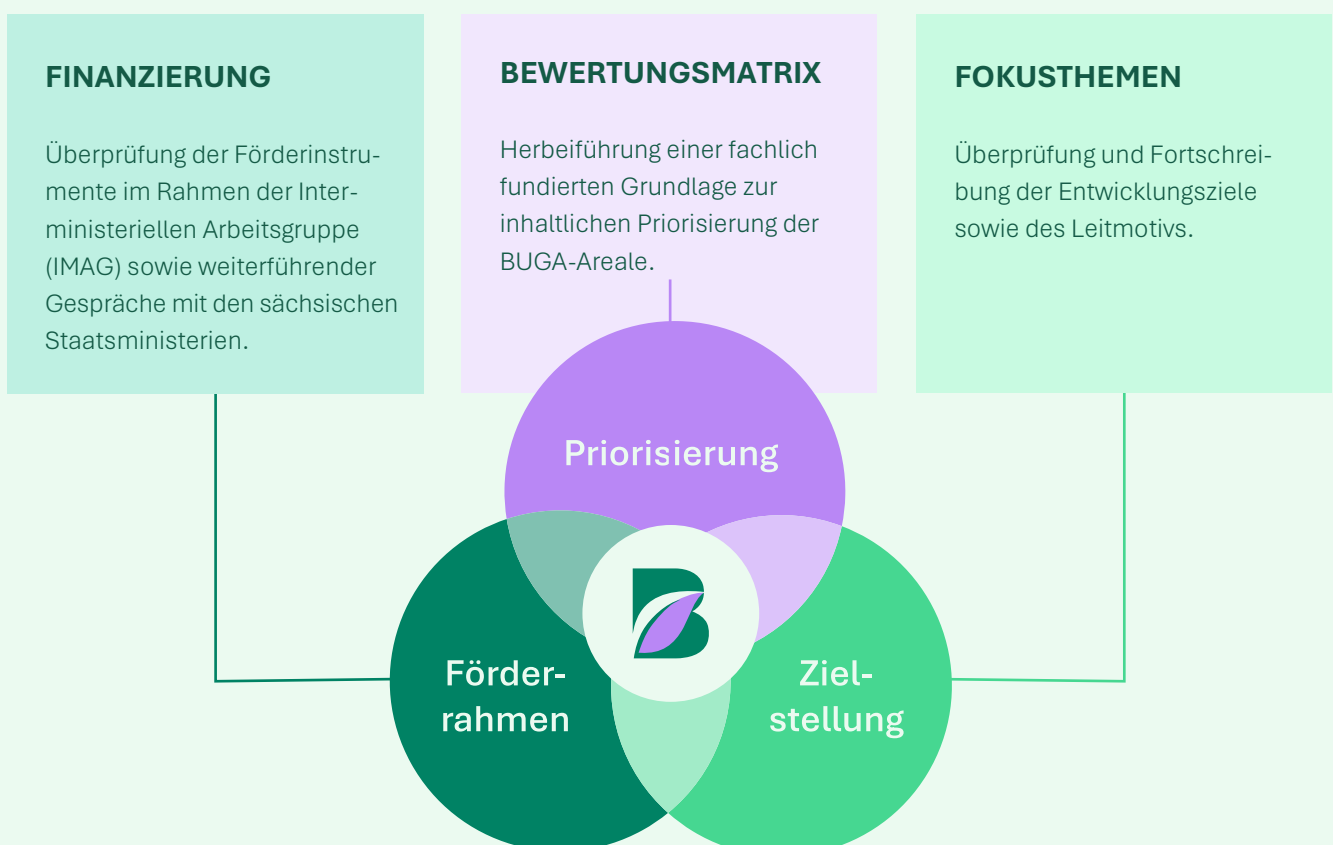 FINANZIERUNG
Überprüfung der Förderinstru-
mente im Rahmen der Inter-
ministeriellen Arbeitsgruppe
(IMAG) sowie weiterführender
Gespräche mit den sächsischen
Staatsministerien.
BEWERTUNGSMATRIX
Herbeiführung einer fachlich
fundierten Grundlage zur
inhaltlichen Priorisierung der
BUGA-Areale.
FOKUSTHEMEN
Überprüfung und Fortschrei-
bung der Entwicklungsziele
sowie des Leitmotivs.
Priorisierung
Förder-
rahmen
Ziel-
stellung
B